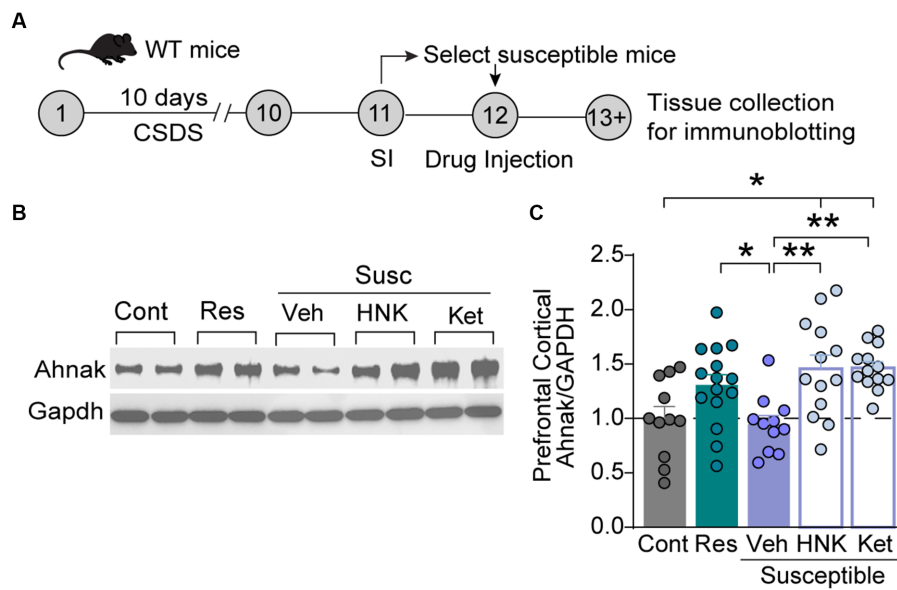 A
WT mice
Select susceptible mice
1
10 days
CSDS
10
11
12
13+
SI
Drug Injection
Tissue collection
for immunoblotting
B
Susc
Cont
Res
Veh
HNK
Ket
Ahnak
Gapdh
C
*
**
*
**
2.5
2.0
1.5
1.0
0.5
0.0
Prefrontal Cortical
Ahnak/GAPDH
Cont Res Veh HNK Ket
Susceptible